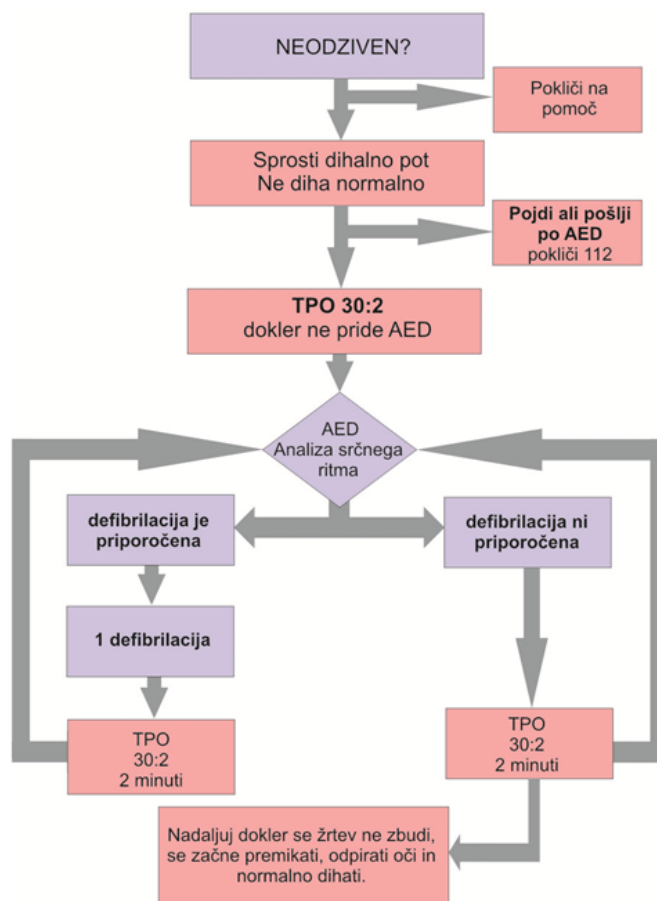 NEODZIVEN?
Pokliči na
pomoč
Sprosti dihalno pot
Ne diha normalno
Pojdi ali pošlji
po AED
pokliči 112
TPO 30:2
dokler ne pride AED
AED
Analiza srčnega
ritma
defibrilacija je
priporočena
defibrilacija ni
priporočena
1 defibrilacija
TPO
30:2
2 minuti
TPO
30:2
2 minuti
Nadaljuj dokler se žrtev ne zbudi,
se začne premikati, odpirati oči in
normalno dihati.